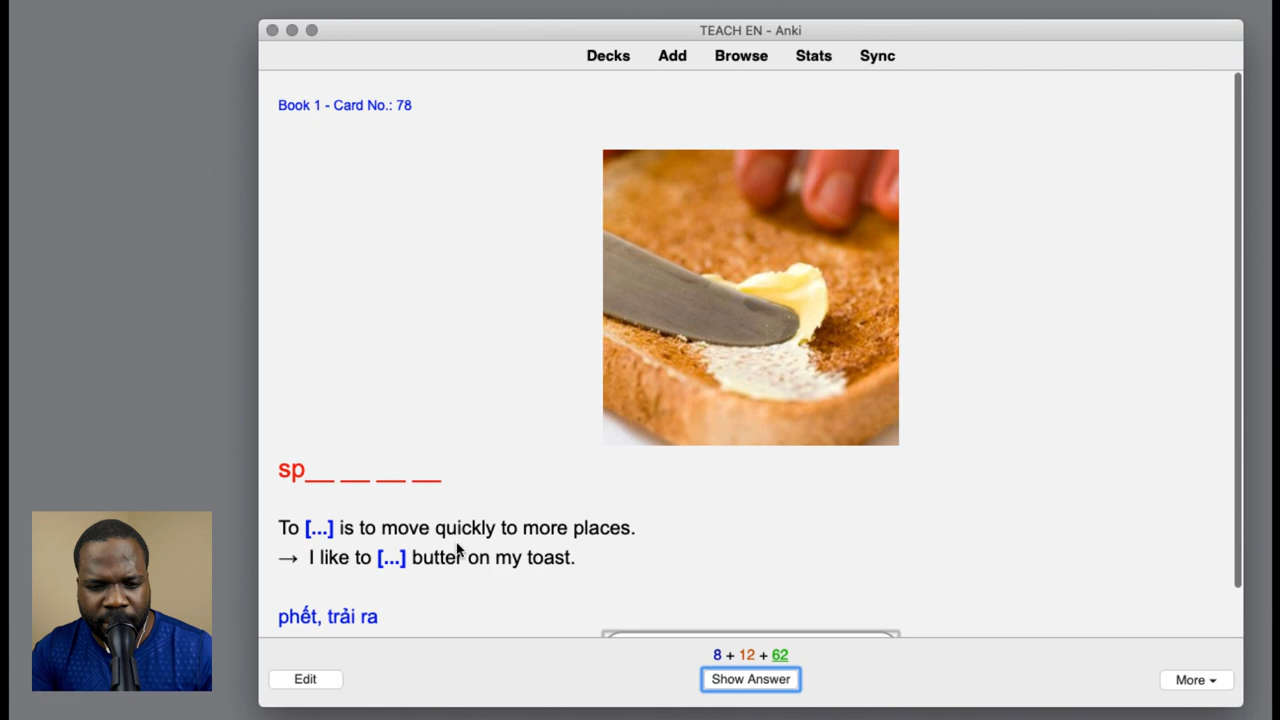 TEACH EN - Anki
Decks Add Browse Stats Sync
Book 1 - Card No.: 78
sp__ __ __ __
To [...] is to move quickly to more places.
→ I like to [...] butter on my toast.
phết, trải ra
8 + 12 + 62
Edit Show Answer More